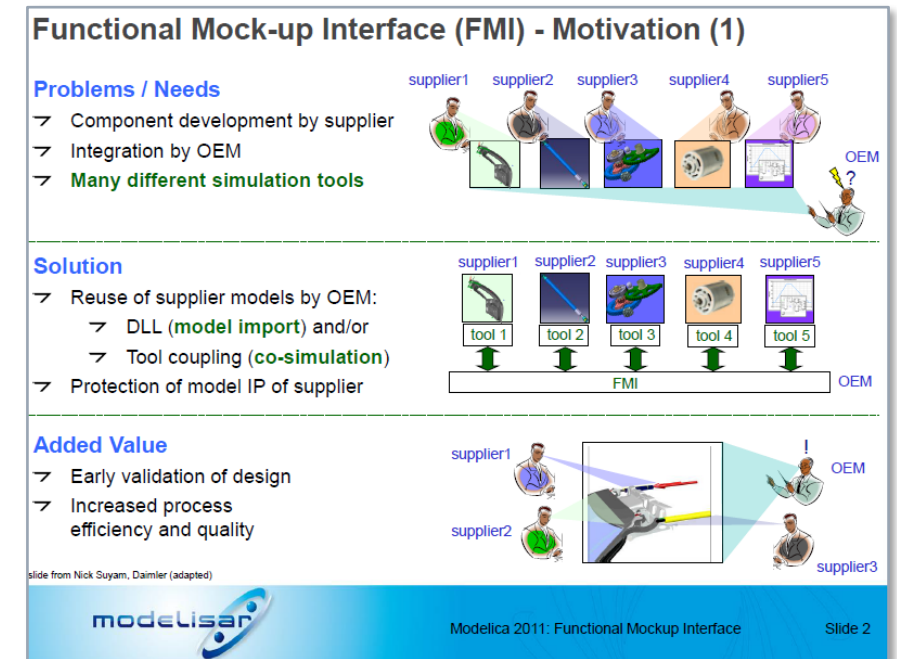 Functional Mock-up Interface (FMI) - Motivation (1)
Problems / Needs
Component development by supplier
Integration by OEM
Many different simulation tools
supplier1 supplier2 supplier3 supplier4 supplier5
OEM
?
Solution
Reuse of supplier models by OEM:
DLL (model import) and/or
Tool coupling (co-simulation)
Protection of model IP of supplier
supplier1 supplier2 supplier3 supplier4 supplier5
tool 1 tool 2 tool 3 tool 4 tool 5
FMI OEM
Added Value
Early validation of design
Increased process
efficiency and quality
supplier1
!
OEM
supplier2
supplier3
slide from Nick Suyam, Daimler (adapted)
modelisar
Modelica 2011: Functional Mockup Interface Slide 2